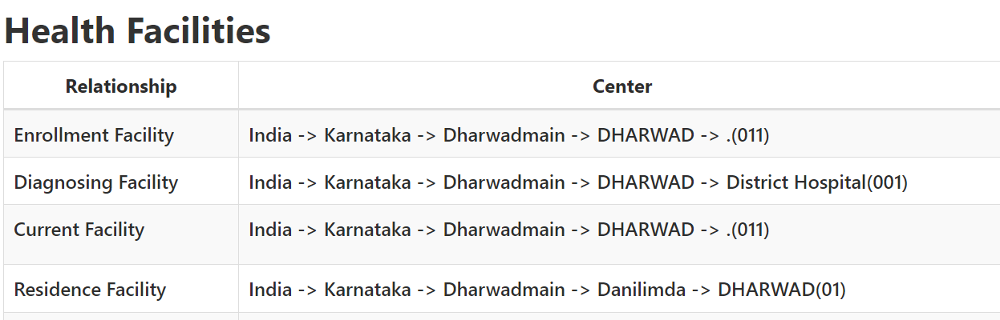 Health Facilities
Relationship Center
Enrollment Facility India -> Karnataka -> Dharwadmain -> DHARWAD -> .(011)
Diagnosing Facility India -> Karnataka -> Dharwadmain -> DHARWAD -> District Hospital(001)
Current Facility India -> Karnataka -> Dharwadmain -> DHARWAD -> .(011)
Residence Facility India -> Karnataka -> Dharwadmain -> Danilimda -> DHARWAD(01)